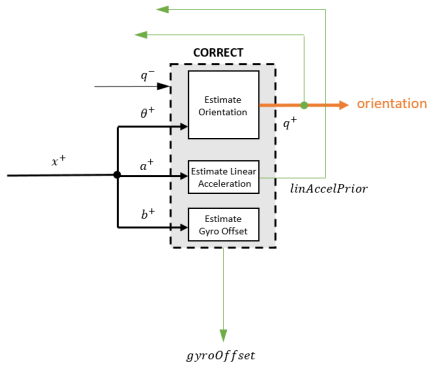 CORRECT
q⁻
Estimate
Orientation
orientation
θ⁺
q⁺
x⁺
a⁺
Estimate Linear
Acceleration
linAccelPrior
b⁺
Estimate
Gyro Offset
gyroOffset